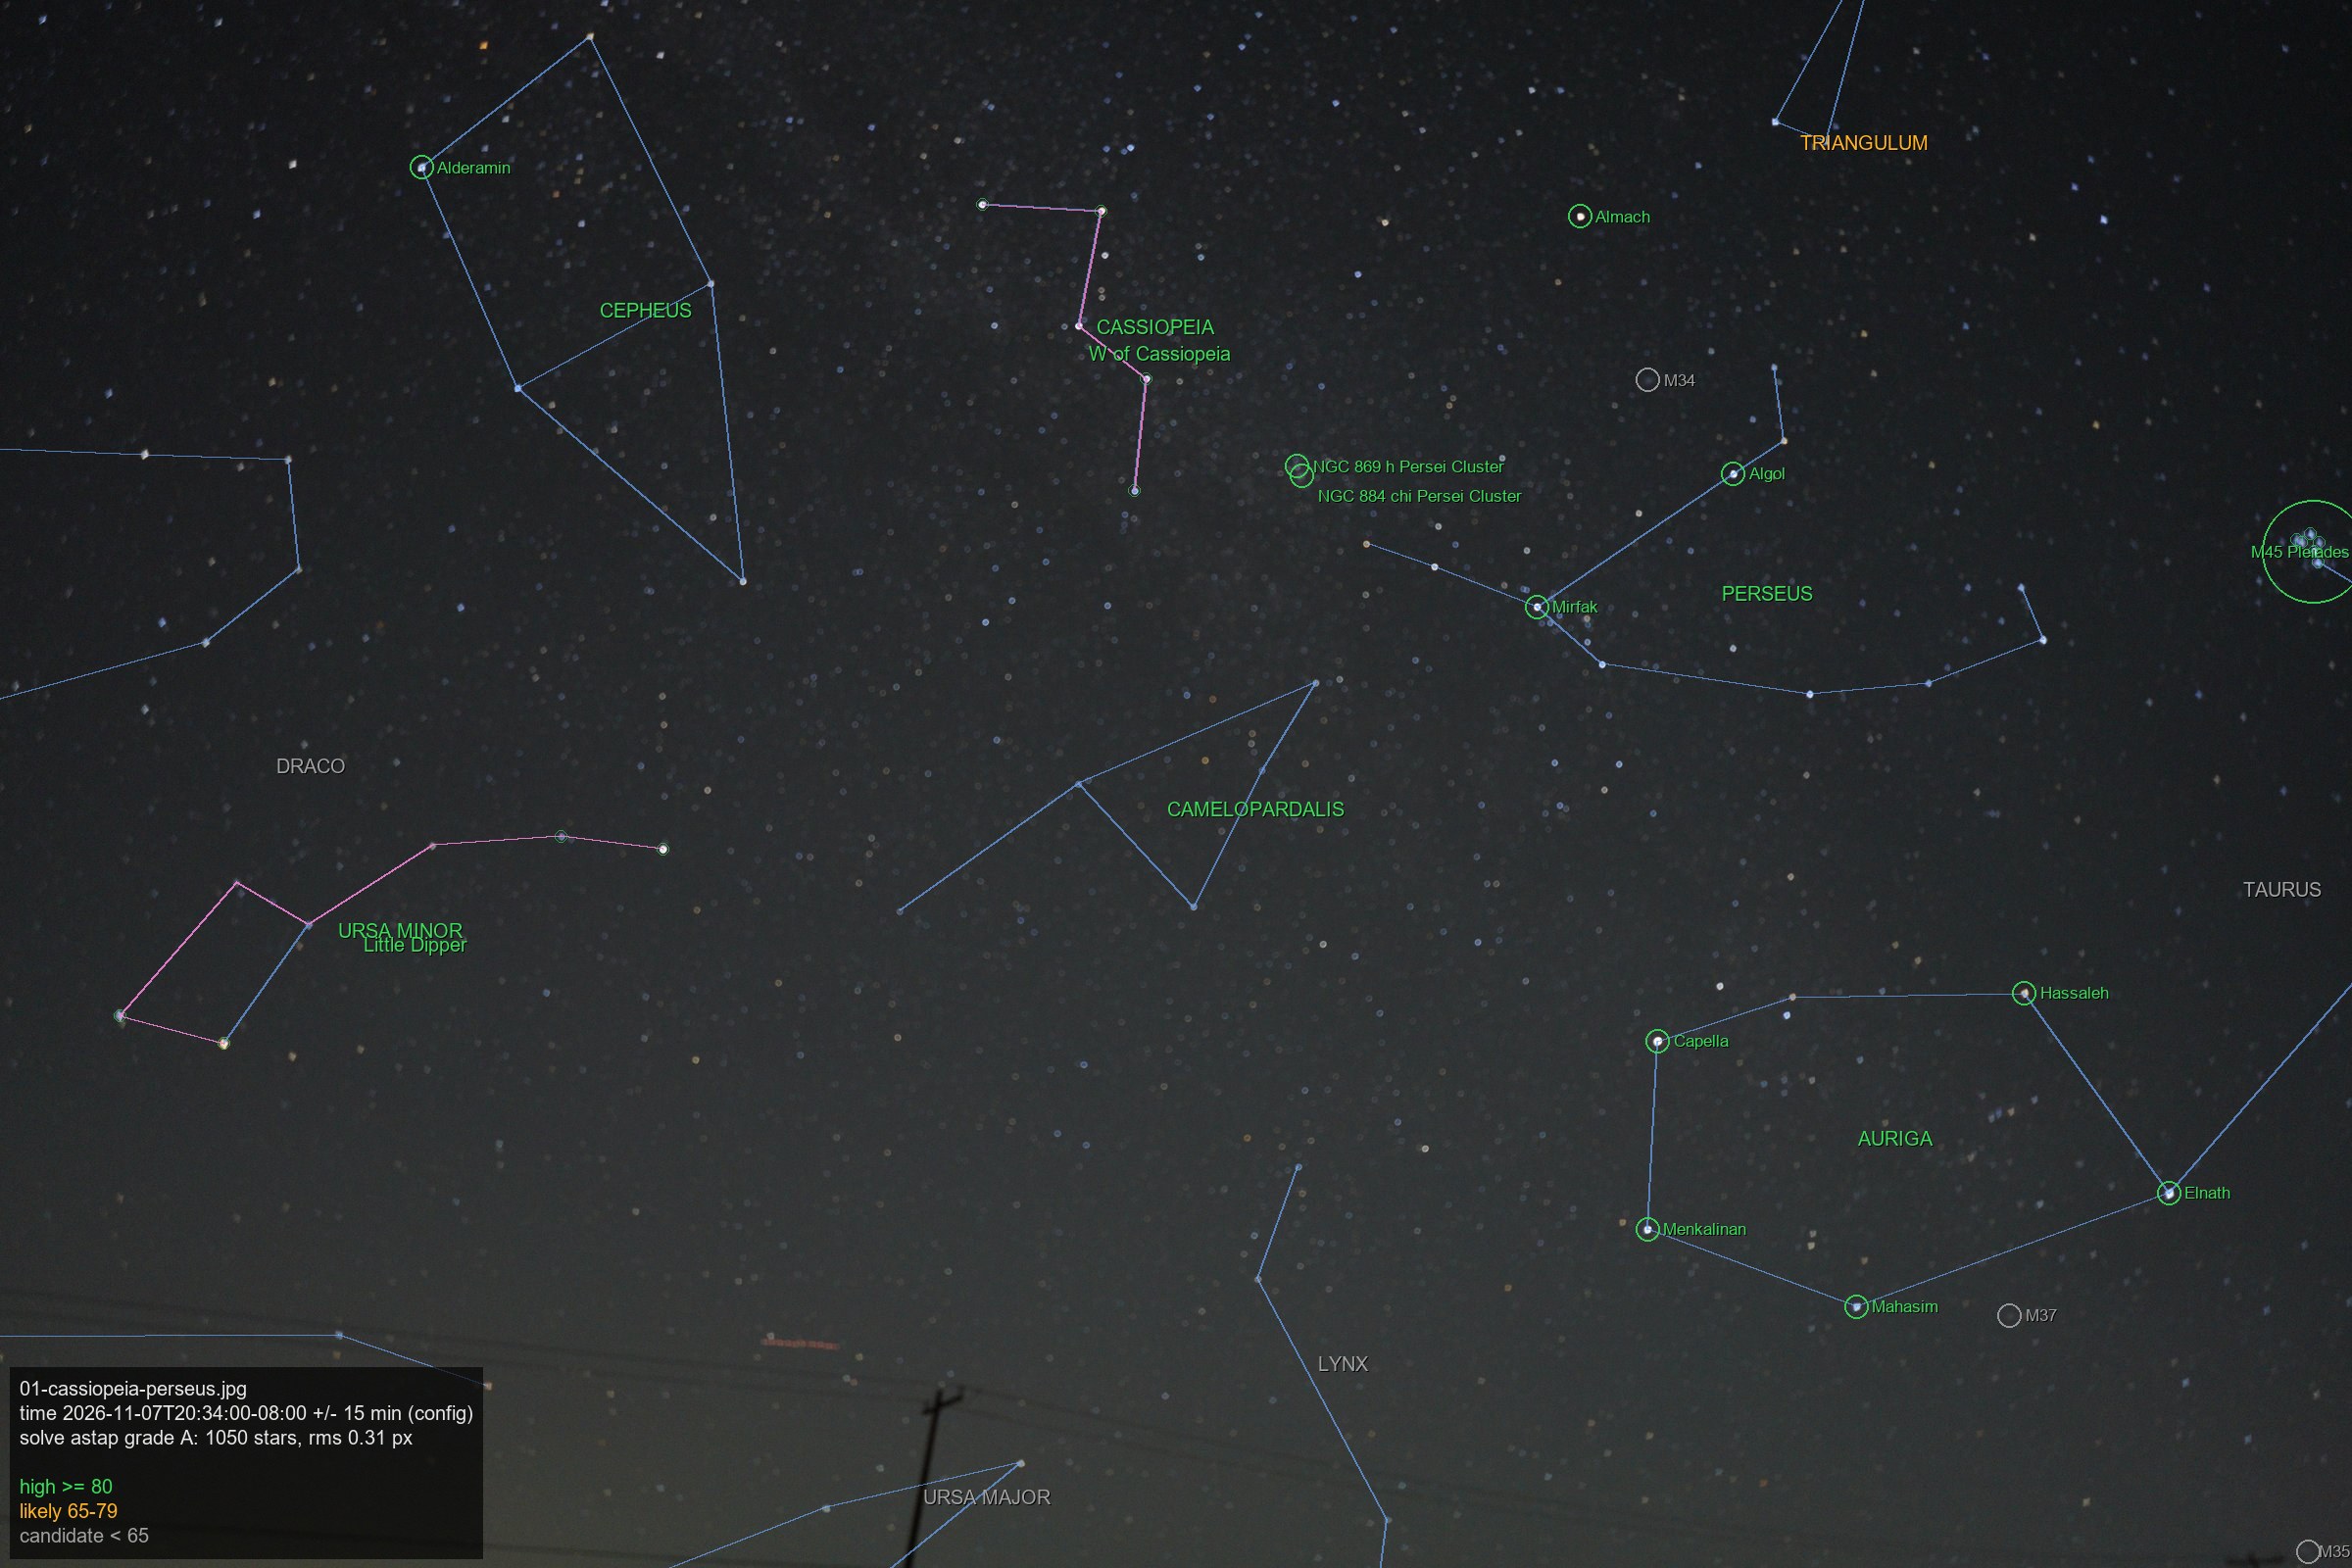 Alderamin
TRIANGULUM
Almach
CEPHEUS
CASSIOPEIA
W of Cassiopeia
M34
NGC 869 h Persei Cluster
NGC 884 chi Persei Cluster
Algol
M45 Pleiades
PERSEUS
Mirfak
DRACO
CAMELOPARDALIS
TAURUS
URSA MINOR
Little Dipper
Hassaleh
Capella
AURIGA
Elnath
Menkalinan
Mahasim
M37
LYNX
01-cassiopeia-perseus.jpg
time 2026-11-07T20:34:00-08:00 +/- 15 min (config)
solve astap grade A: 1050 stars, rms 0.31 px
high >= 80
likely 65-79
candidate < 65
URSA MAJOR
M35